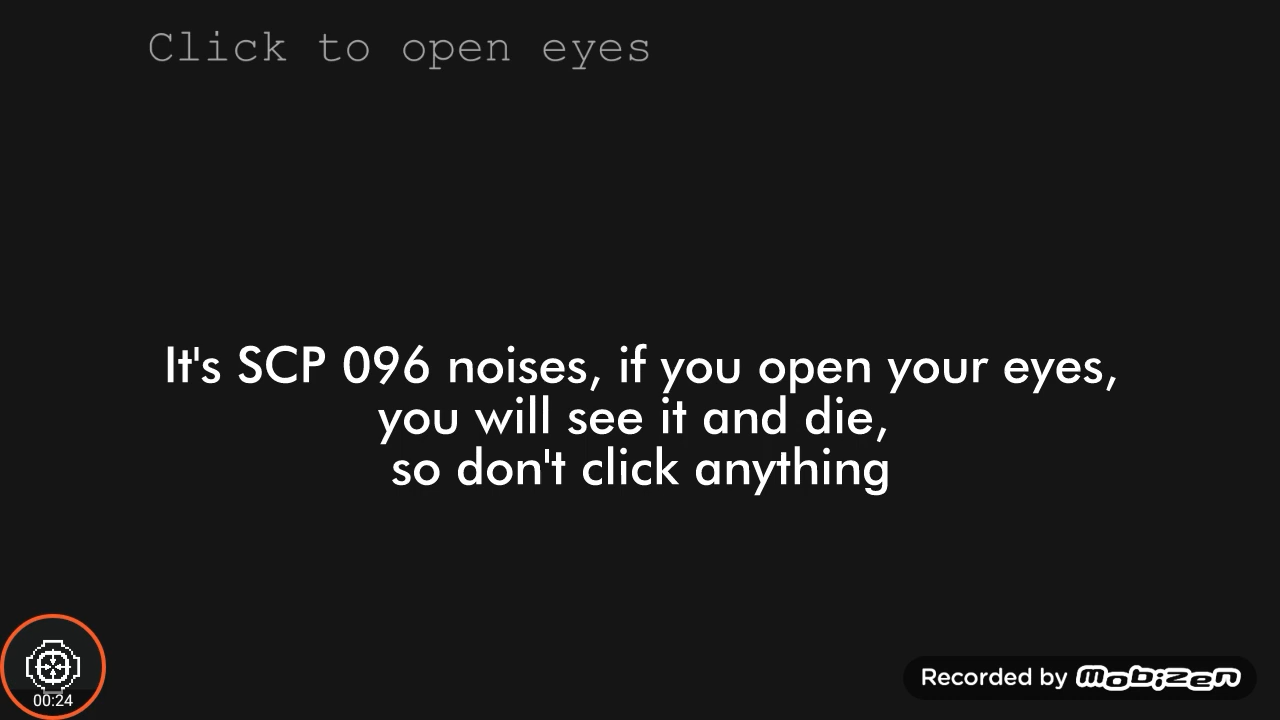 Click to open eyes
It's SCP 096 noises, if you open your eyes,
you will see it and die,
so don't click anything
00:24
Recorded by mobizen